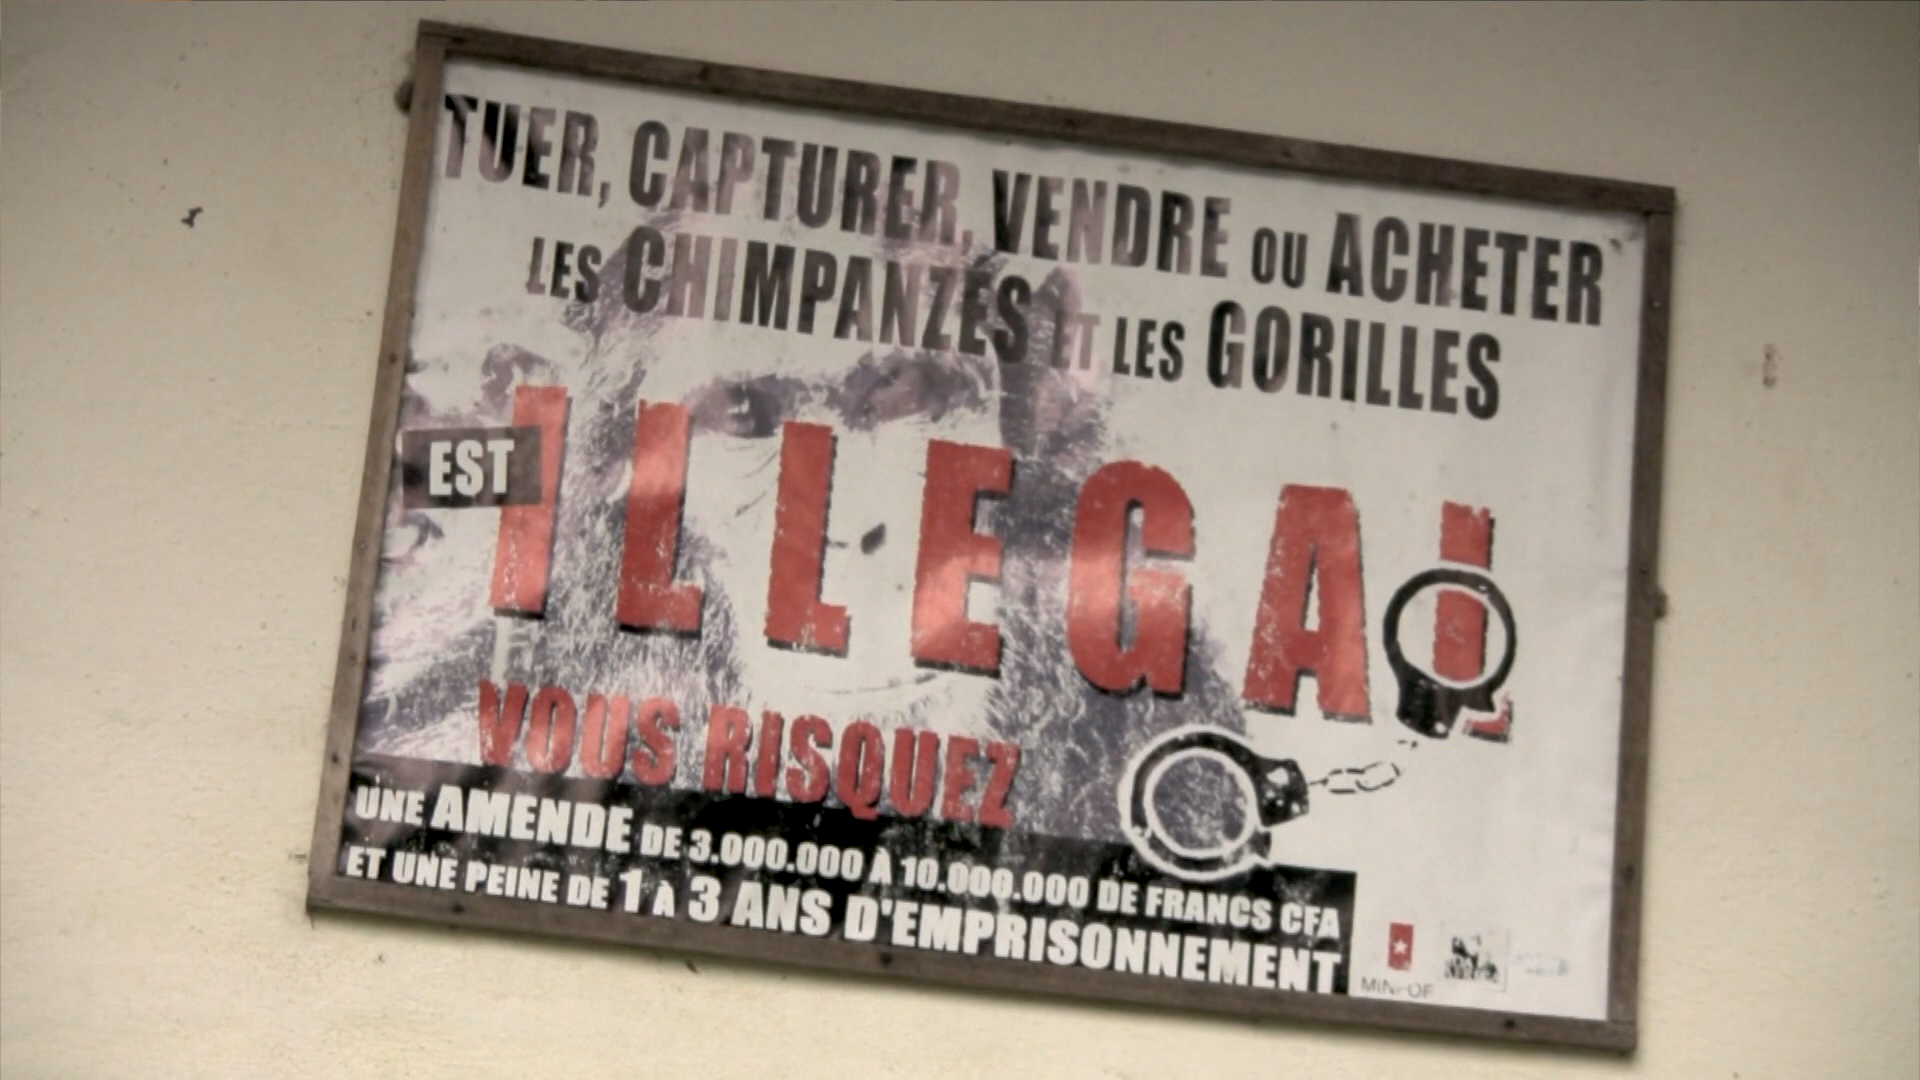 TUER, CAPTURER, VENDRE OU ACHETER
LES CHIMPANZES ET LES GORILLES
EST ILLEGAL
VOUS RISQUEZ
UNE AMENDE DE 3.000.000 À 10.000.000 DE FRANCS CFA
ET UNE PEINE DE 1 À 3 ANS D'EMPRISONNEMENT
MINFOF